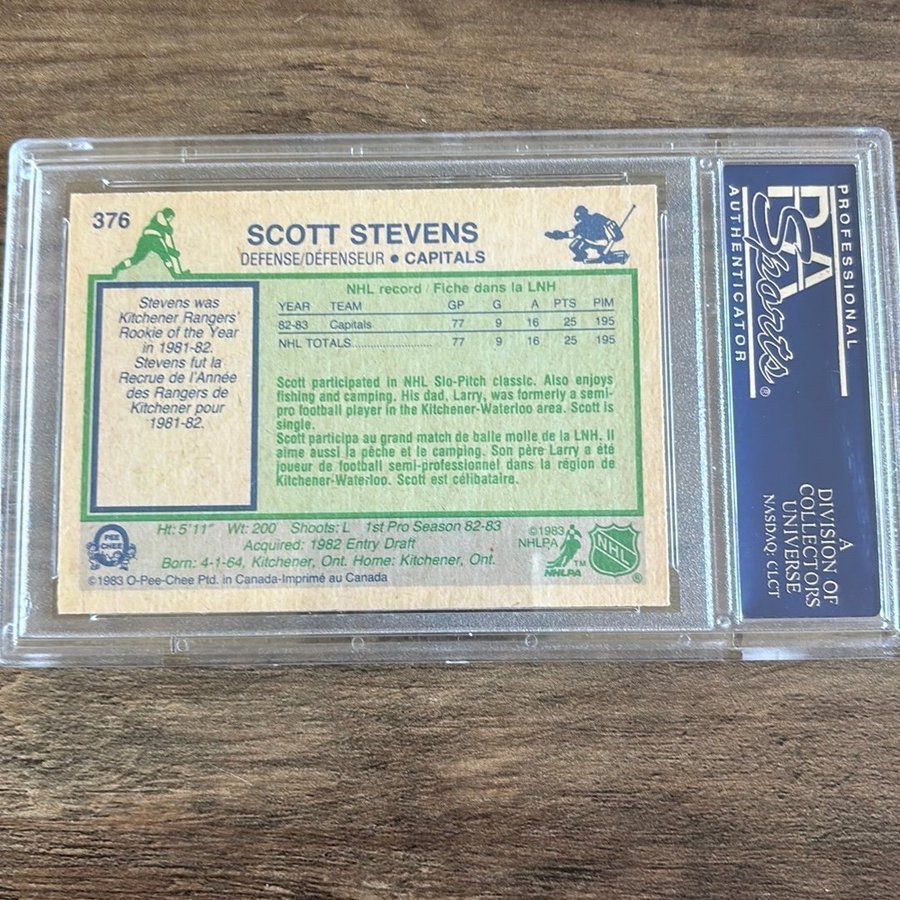 376
SCOTT STEVENS
DEFENSE/DÉFENSEUR • CAPITALS
Stevens was
Kitchener Rangers'
Rookie of the Year
in 1981-82.
Stevens fut la
Recrue de l'Année
des Rangers de
Kitchener pour
1981-82.
NHL record / Fiche dans la LNH
YEAR TEAM GP G A PTS PIM
82-83 Capitals 77 9 16 25 195
NHL TOTALS........................ 77 9 16 25 195
Scott participated in NHL Slo-Pitch classic. Also enjoys
fishing and camping. His dad, Larry, was formerly a semi-
pro football player in the Kitchener-Waterloo area. Scott is
single.
Scott participa au grand match de balle molle de la LNH. Il
aime aussi la pêche et le camping. Son père Larry a été
joueur de football semi-professionnel dans la région de
Kitchener-Waterloo. Scott est célibataire.
Ht: 5'11" Wt: 200 Shoots: L 1st Pro Season 82-83
Acquired: 1982 Entry Draft
Born: 4-1-64, Kitchener, Ont. Home: Kitchener, Ont.
©1983 O-Pee-Chee Ptd. in Canada-Imprimé au Canada
O
PEE
CHEE
©1983
NHLPA
NHLPA
TM
NHL
®
PROFESSIONAL
PSA
Sports®
AUTHENTICATOR
A
DIVISION OF
COLLECTORS
UNIVERSE
NASDAQ: CLCT